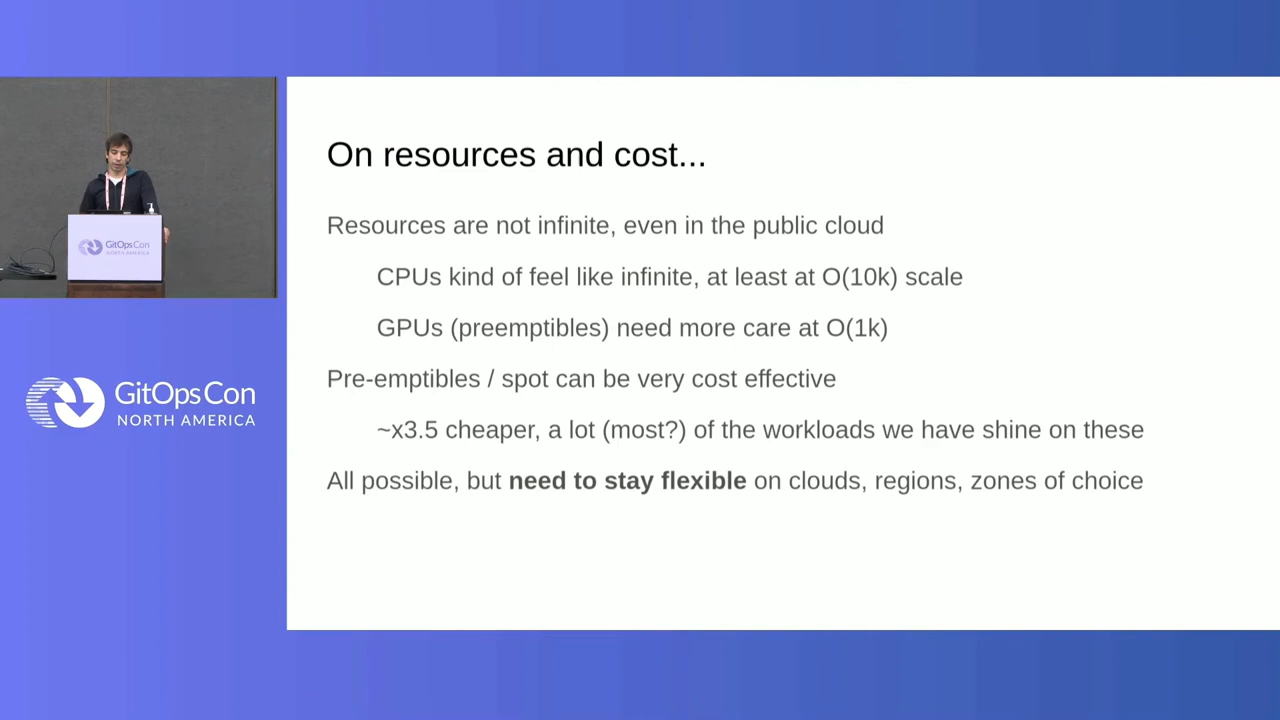 On resources and cost...
Resources are not infinite, even in the public cloud
CPUs kind of feel like infinite, at least at O(10k) scale
GPUs (preemptibles) need more care at O(1k)
Pre-emptibles / spot can be very cost effective
~x3.5 cheaper, a lot (most?) of the workloads we have shine on these
All possible, but need to stay flexible on clouds, regions, zones of choice
GitOpsCon
NORTH AMERICA
GitOpsCon
NORTH AMERICA